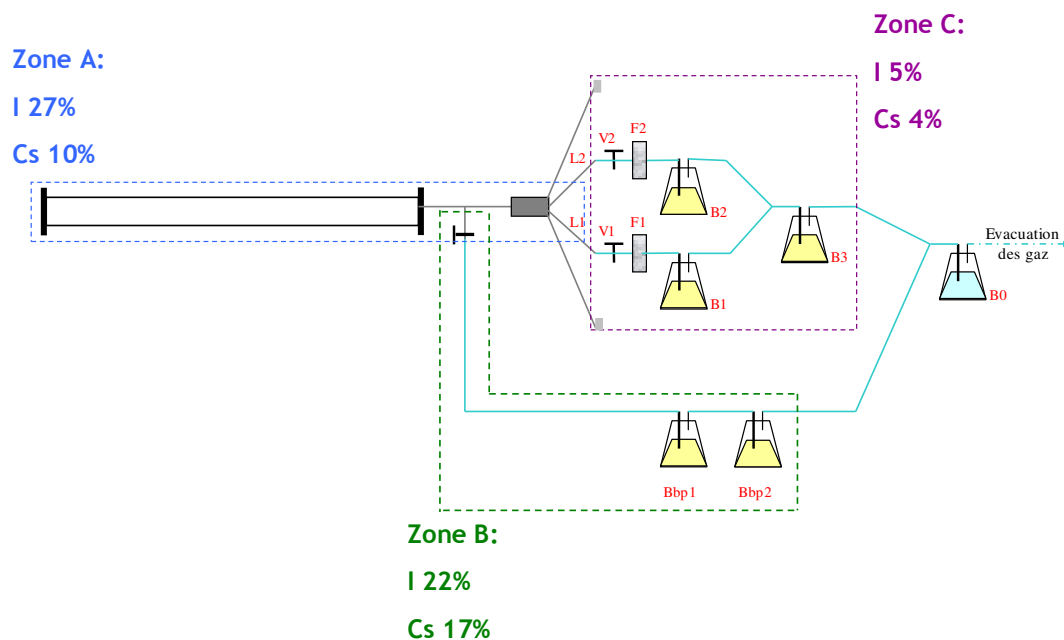 Zone A:
I 27%
Cs 10%
Zone C:
I 5%
Cs 4%
V2
F2
L2
B2
L1
V1
F1
B1
B3
Evacuation
des gaz
B0
Bbp1
Bbp2
Zone B:
I 22%
Cs 17%